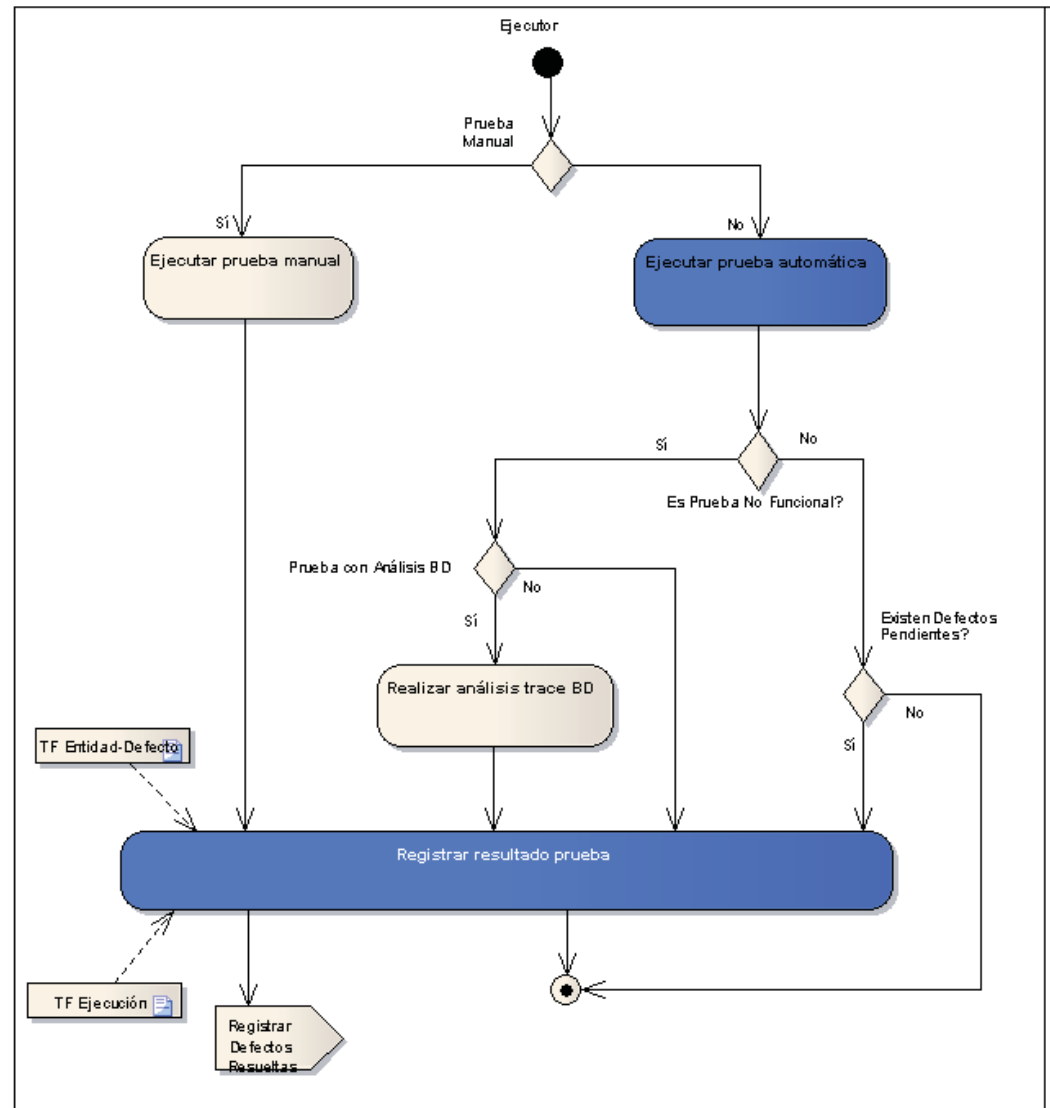 Ejecutor
Prueba
Manual
Sí
No
Ejecutar prueba manual
Ejecutar prueba automática
Sí
No
Es Prueba No Funcional?
Prueba con Análisis BD
No
Sí
Existen Defectos
Pendientes?
Realizar análisis trace BD
No
Sí
TF Entidad-Defecto
Registrar resultado prueba
TF Ejecución
Registrar
Defectos
Resueltas